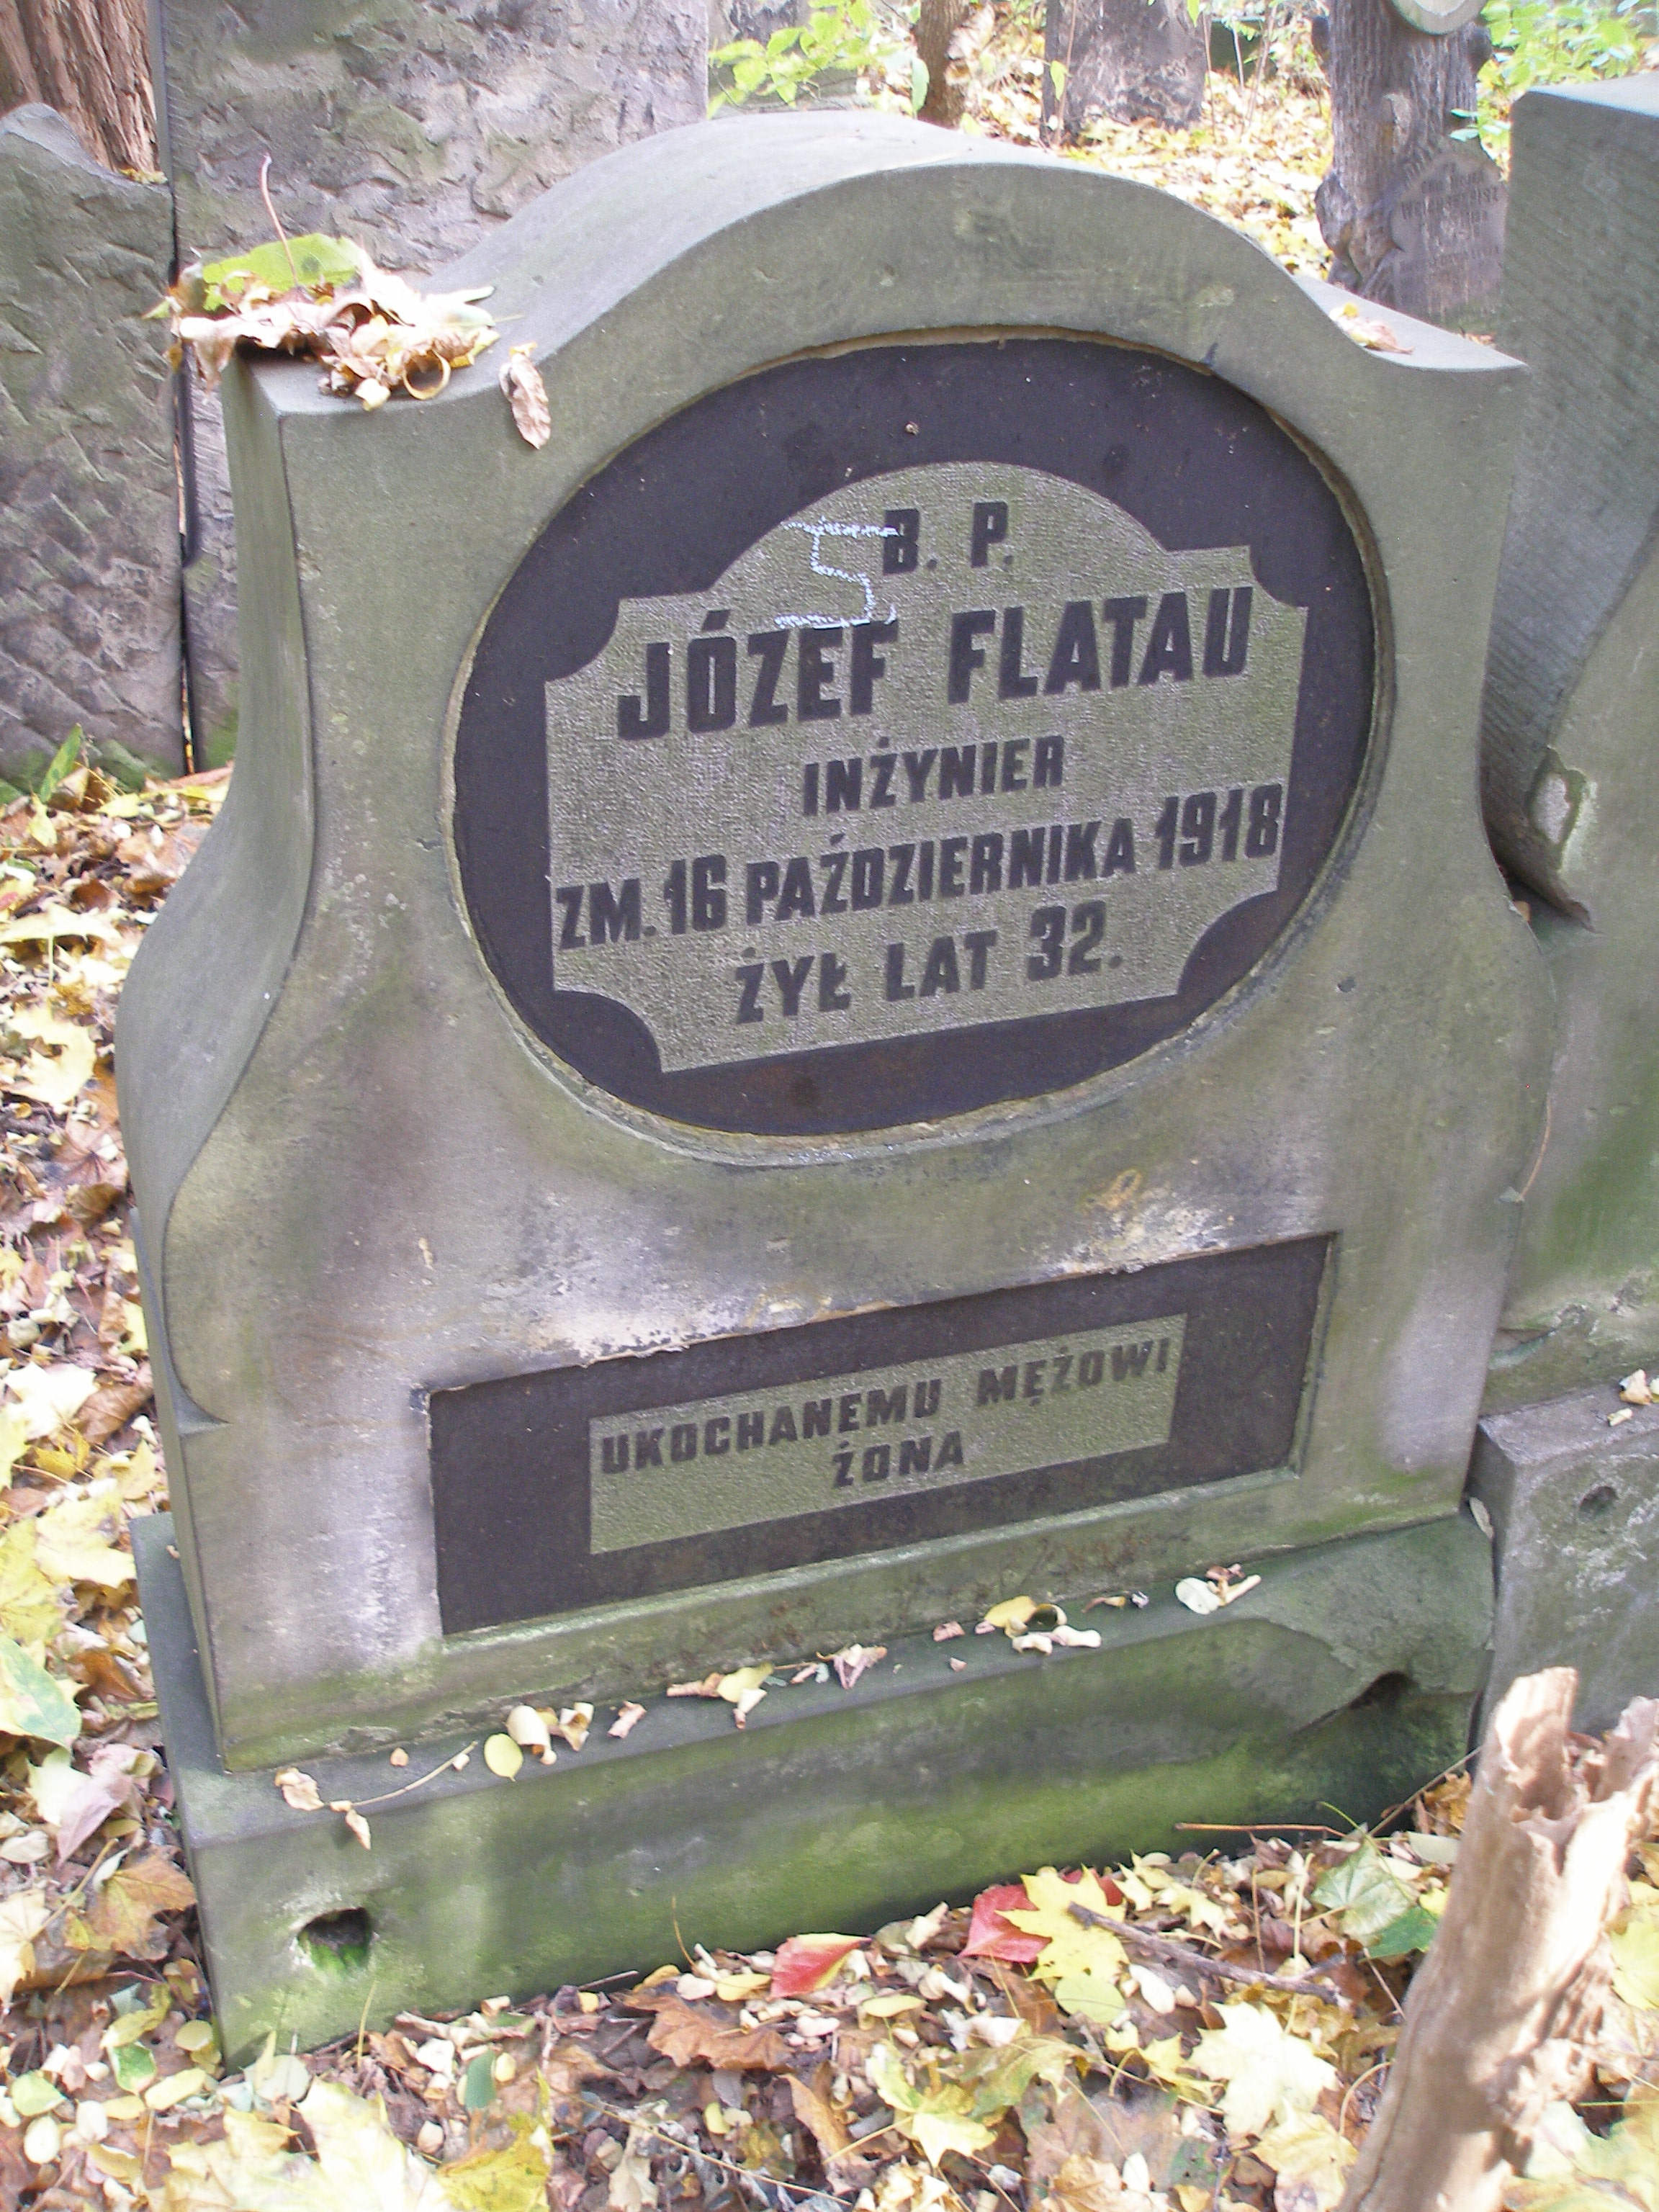 B. P.
JÓZEF FLATAU
INŻYNIER
ZM. 16 PAŹDZIERNIKA 1918
ŻYŁ LAT 32.
UKOCHANEMU MĘŻOWI
ŻONA